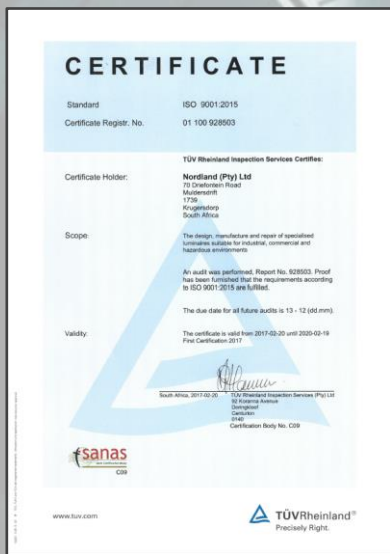 CERTIFICATE
Standard ISO 9001:2015
Certificate Registr. No. 01 100 928503
TÜV Rheinland Inspection Services Certifies:
Certificate Holder: Nordland (Pty) Ltd
70 Driefontein Road
Muldersdrift
1739
Krugersdorp
South Africa
Scope: The design, manufacture and repair of specialised
luminaires suitable for industrial, commercial and
hazardous environments
An audit was performed, Report No. 928503. Proof
has been furnished that the requirements according
to ISO 9001:2015 are fulfilled.
The due date for all future audits is 13 - 12 (dd.mm).
Validity: The certificate is valid from 2017-02-20 until 2020-02-19
First Certification 2017
South Africa, 2017-02-20 TÜV Rheinland Inspection Services (Pty) Ltd
Avenue
Centurion
0140
Certification Body No. C09
sanas
C09
www.tuv.com
TÜVRheinland®
Precisely Right.